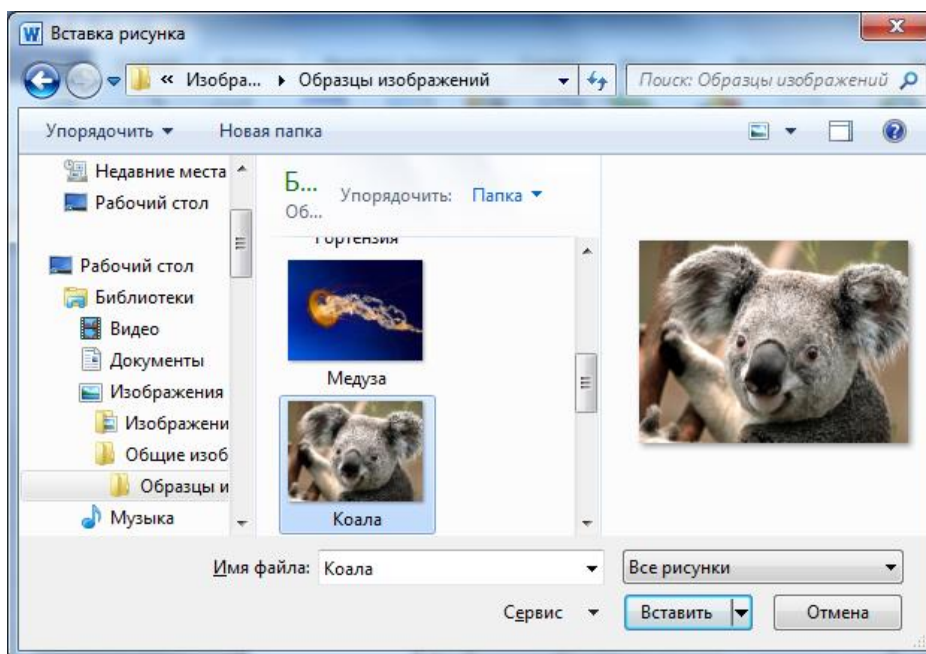 Вставка рисунка
« Изобра... ▸ Образцы изображений
Поиск: Образцы изображений
Упорядочить
Новая папка
Недавние места
Рабочий стол
Рабочий стол
Библиотеки
Видео
Документы
Изображения
Изображени
Общие изоб
Образцы и
Музыка
Б...
Об...
Упорядочить: Папка
Гортензия
Медуза
Коала
Имя файла: Коала
Все рисунки
Сервис
Вставить
Отмена